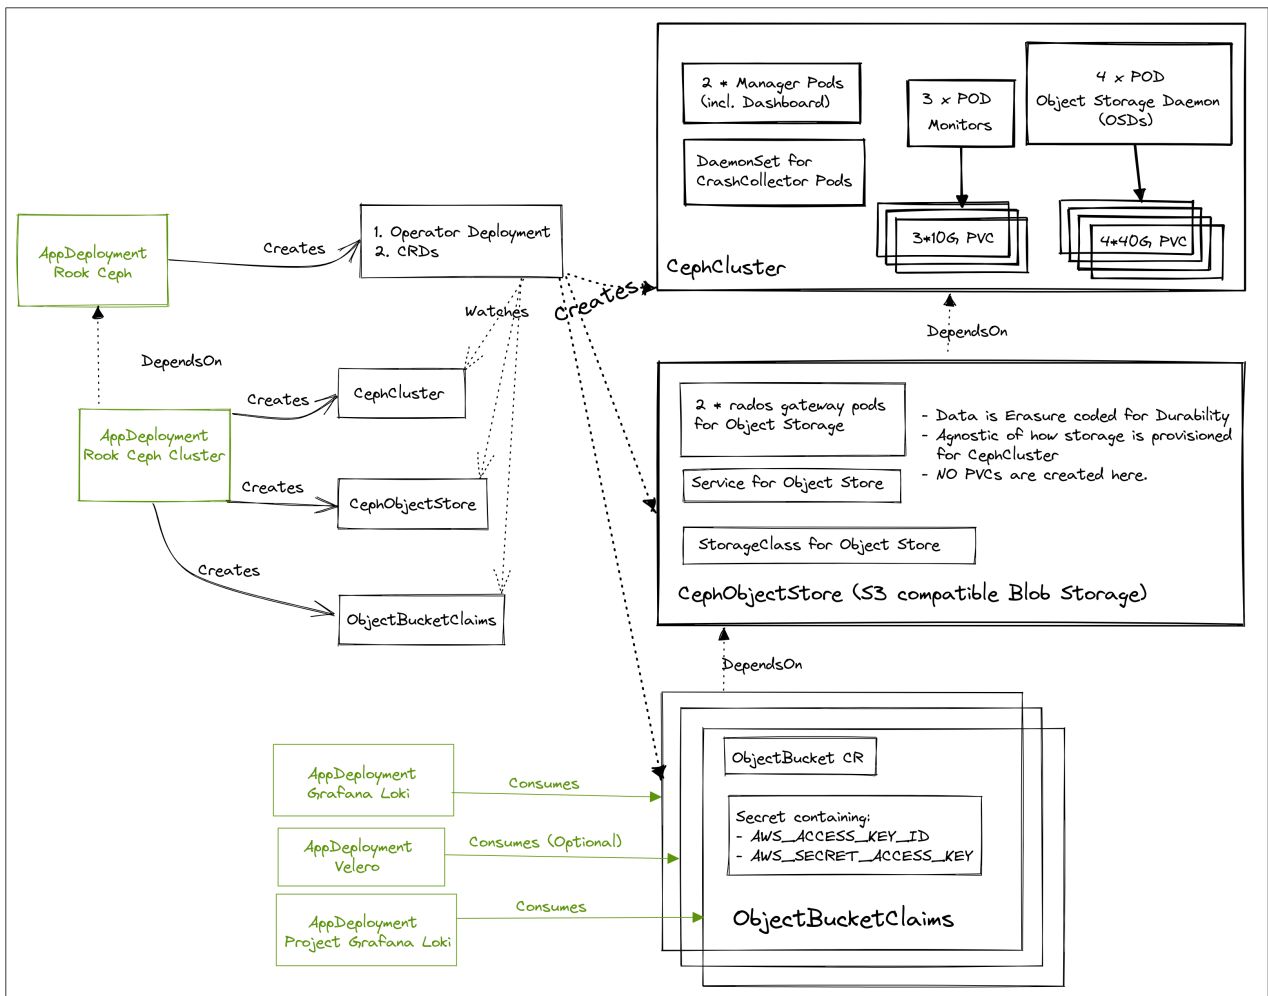 2 * Manager Pods
(incl. Dashboard)
3 x POD
Monitors
4 x POD
Object Storage Daemon
(OSDs)
DaemonSet for
CrashCollector Pods
3*10G PVC
4*40G PVC
CephCluster
AppDeployment
Rook Ceph
Creates
1. Operator Deployment
2. CRDs
Creates
Watches
DependsOn
DependsOn
AppDeployment
Rook Ceph Cluster
Creates
CephCluster
Creates
CephObjectStore
Creates
ObjectBucketClaims
2 * rados gateway pods
for Object Storage
- Data is Erasure coded for Durability
- Agnostic of how storage is provisioned
for CephCluster
- NO PVCs are created here.
Service for Object Store
StorageClass for Object Store
CephObjectStore (S3 compatible Blob Storage)
DependsOn
ObjectBucket CR
Secret containing:
- AWS_ACCESS_KEY_ID
- AWS_SECRET_ACCESS_KEY
ObjectBucketClaims
AppDeployment
Grafana Loki
Consumes
AppDeployment
Velero
Consumes (Optional)
AppDeployment
Project Grafana Loki
Consumes